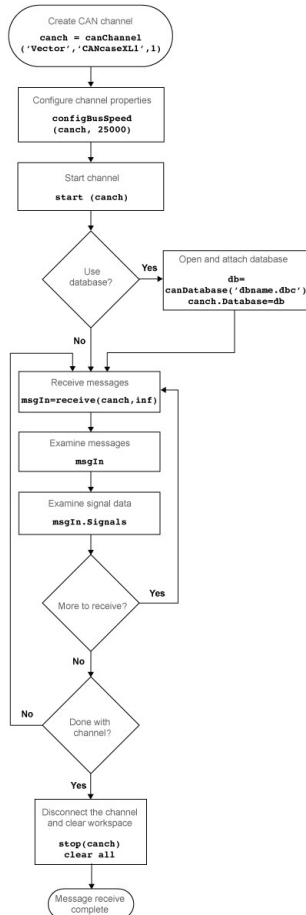 Create CAN channel
canch = canChannel
('Vector','CANcaseXL1',1)
Configure channel properties
configBusSpeed
(canch, 25000)
Start channel
start (canch)
Use
database?
Yes
Open and attach database
db=
canDatabase('dbname.dbc')
canch.Database=db
No
Receive messages
msgIn=receive(canch,inf)
Examine messages
msgIn
Examine signal data
msgIn.Signals
More to receive?
Yes
No
Done with
channel?
No
Yes
Disconnect the channel
and clear workspace
stop(canch)
clear all
Message receive
complete